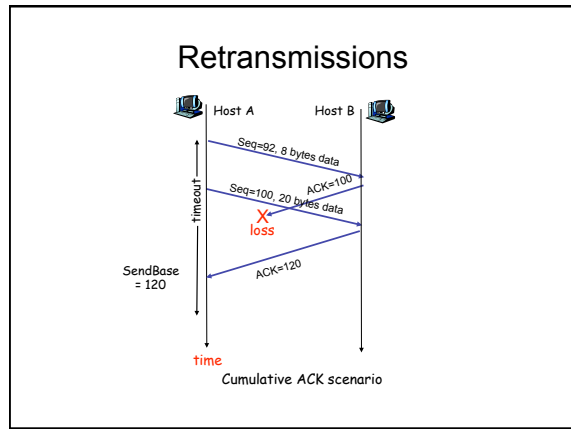 Retransmissions
Host A
Host B
Seq=92, 8 bytes data
ACK=100
Seq=100, 20 bytes data
timeout
X
loss
ACK=120
SendBase
= 120
time
Cumulative ACK scenario